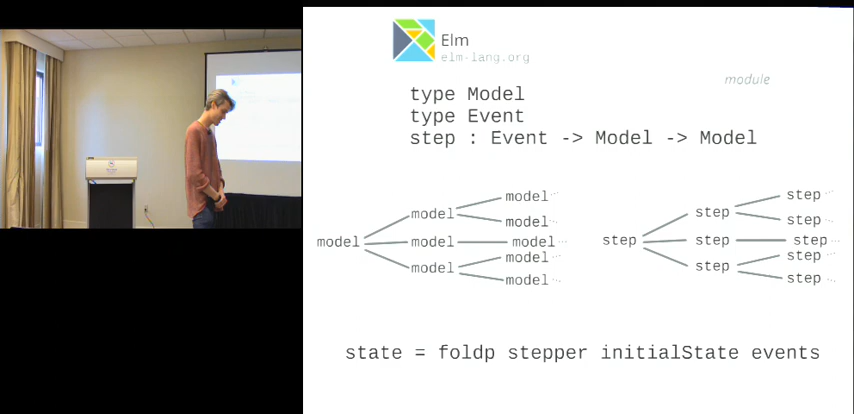 Elm
elm-lang.org
module
type Model
type Event
step : Event -> Model -> Model
model...
model
model...
model
model
model...
model...
model
model...
step...
step
step...
step
step
step...
step...
step
step...
state = foldp stepper initialState events